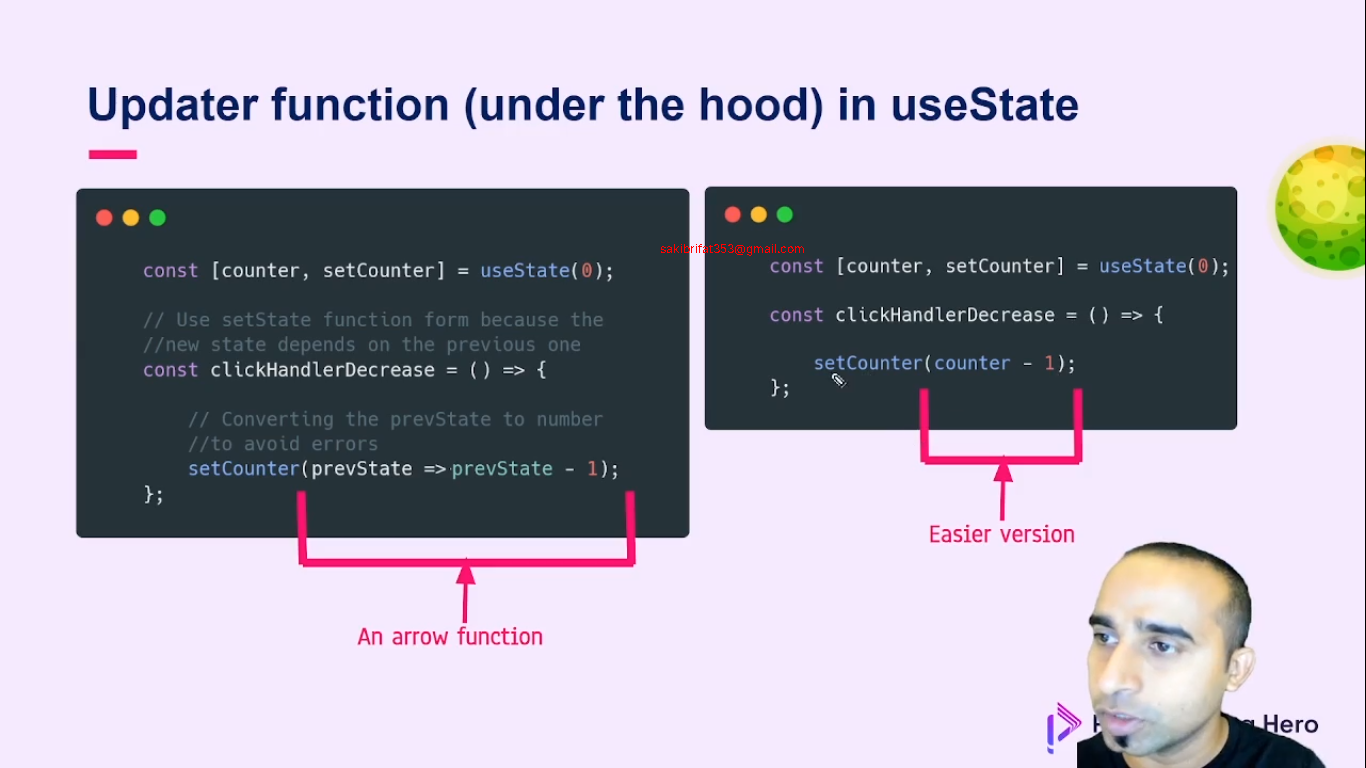 Updater function (under the hood) in useState
const [counter, setCounter] = useState(0);
// Use setState function form because the
//new state depends on the previous one
const clickHandlerDecrease = () => {
// Converting the prevState to number
//to avoid errors
setCounter(prevState => prevState - 1);
};
An arrow function
sakibrifat353@gmail.com
const [counter, setCounter] = useState(0);
const clickHandlerDecrease = () => {
setCounter(counter - 1);
};
Easier version
Hero